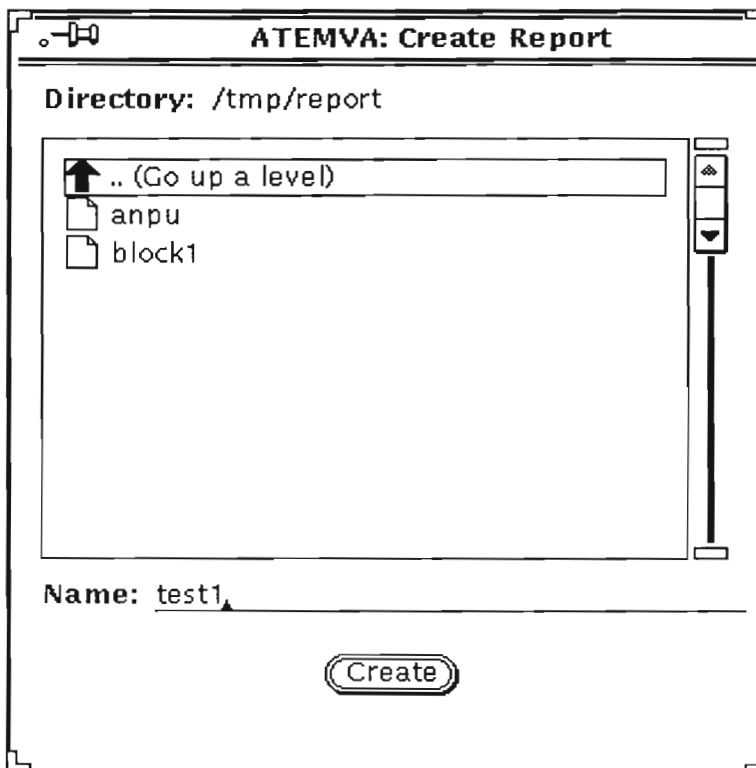 ATEMVA: Create Report
Directory: /tmp/report
.. (Go up a level)
anpu
block1
Name: test1
Create